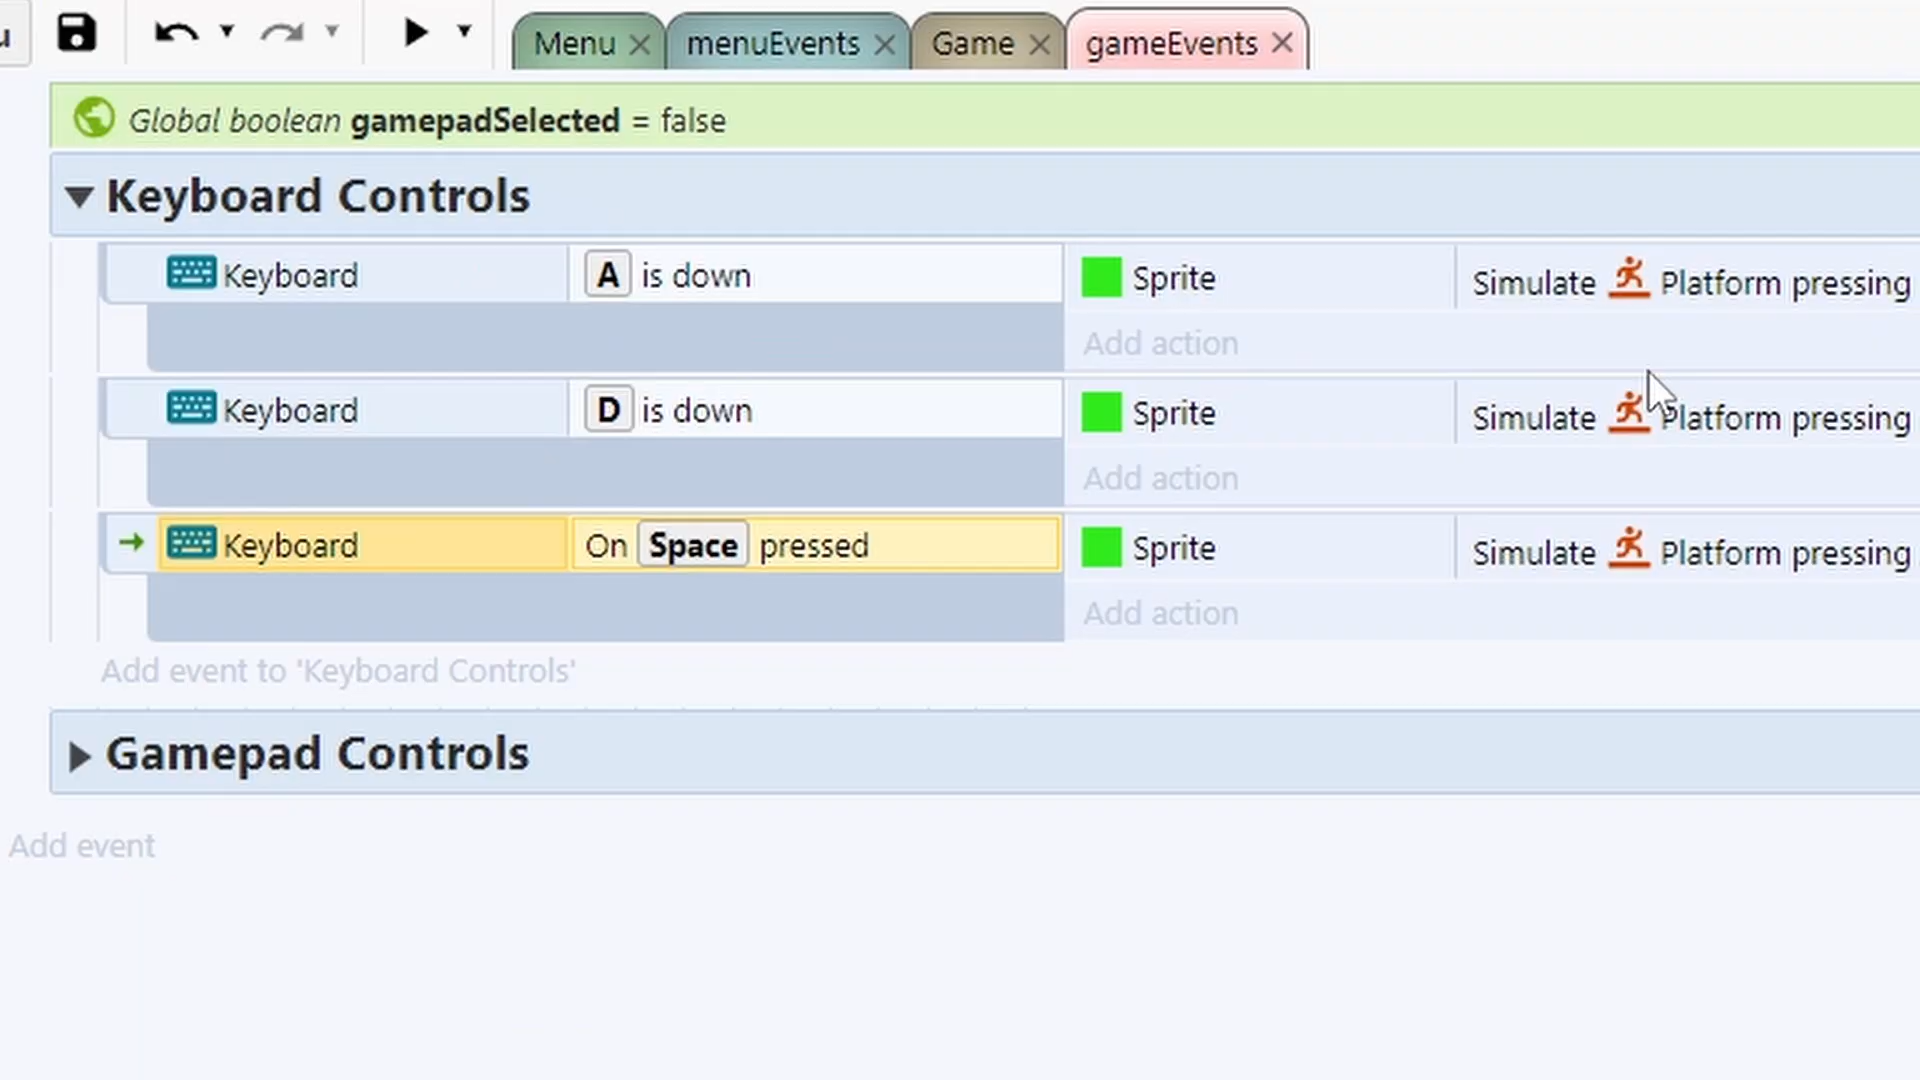 u
Menu
menuEvents
Game
gameEvents
Global boolean gamepadSelected = false
Keyboard Controls
Keyboard A is down Sprite Simulate Platform pressing
Add action
Keyboard D is down Sprite Simulate Platform pressing
Add action
Keyboard On Space pressed Sprite Simulate Platform pressing
Add action
Add event to 'Keyboard Controls'
Gamepad Controls
Add event